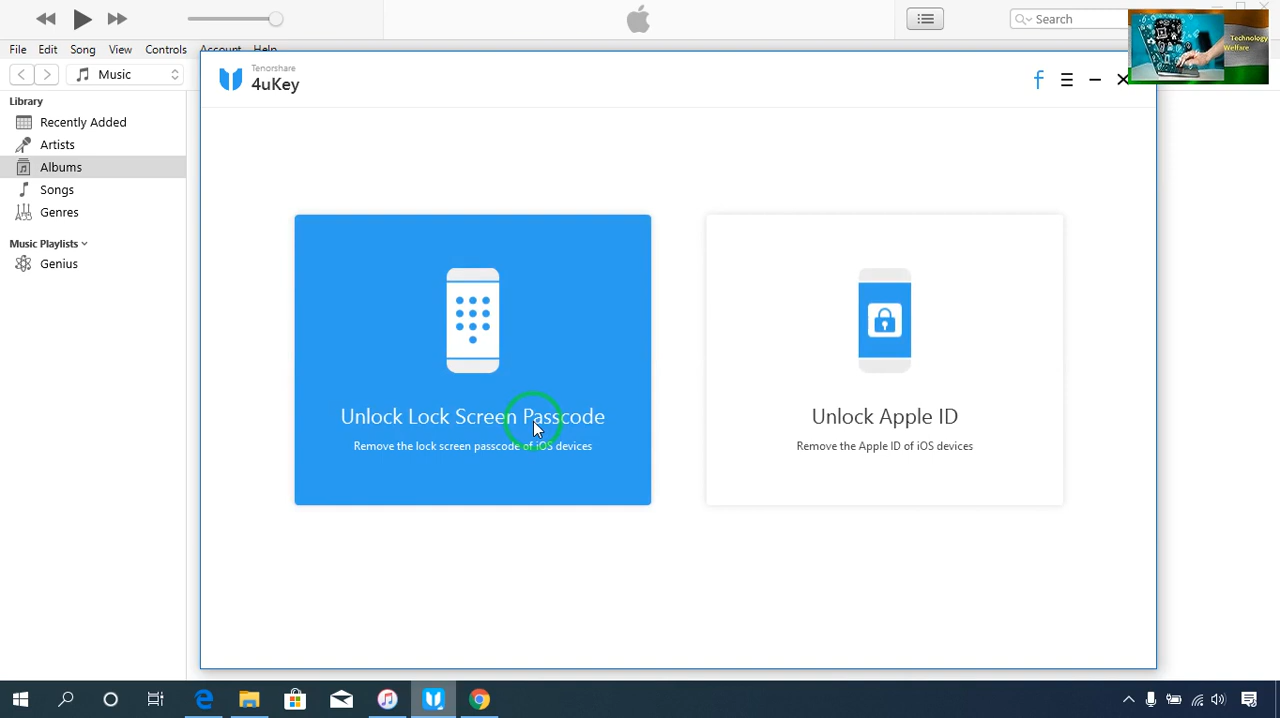 Search
Technology
Welfare
File Edit Song View Controls Account Help
Music
Tenorshare
4uKey
Library
Recently Added
Artists
Albums
Songs
Genres
Music Playlists
Genius
Unlock Lock Screen Passcode
Remove the lock screen passcode of iOS devices
Unlock Apple ID
Remove the Apple ID of iOS devices